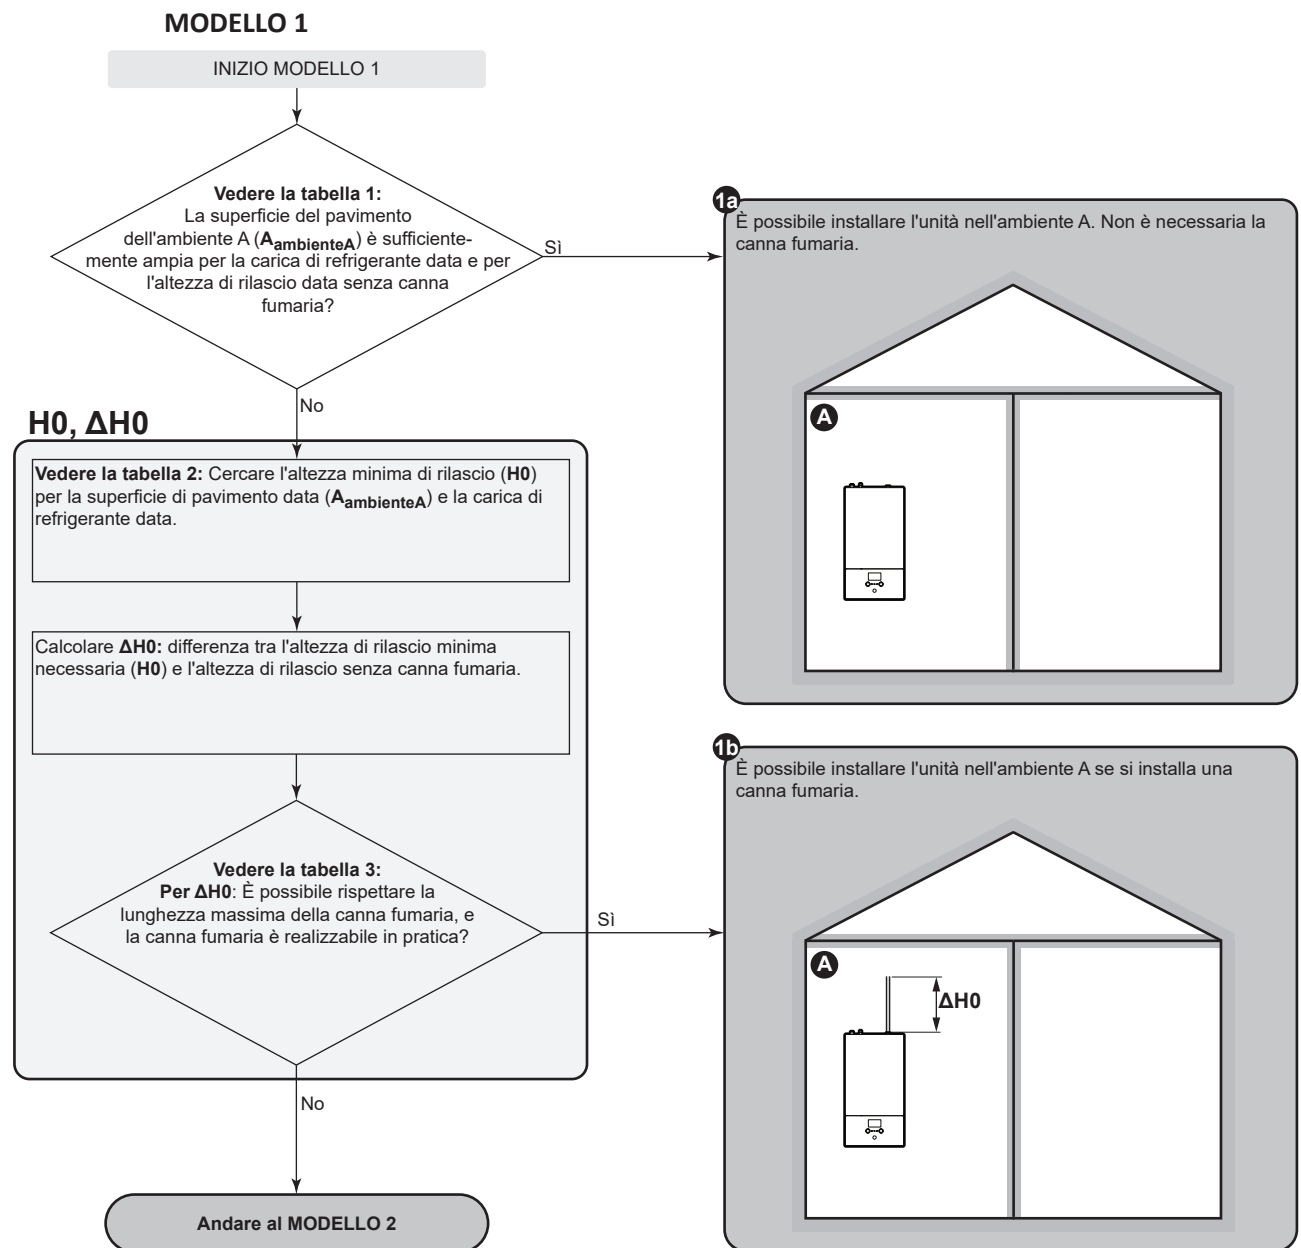 MODELLO 1
INIZIO MODELLO 1
Vedere la tabella 1:
La superficie del pavimento
dell'ambiente A (AambienteA) è sufficiente-
mente ampia per la carica di refrigerante data e per
l'altezza di rilascio data senza canna
fumaria?
Sì
1a
È possibile installare l'unità nell'ambiente A. Non è necessaria la
canna fumaria.
A
No
H0, ΔH0
Vedere la tabella 2: Cercare l'altezza minima di rilascio (H0)
per la superficie di pavimento data (AambienteA) e la carica di
refrigerante data.
Calcolare ΔH0: differenza tra l'altezza di rilascio minima
necessaria (H0) e l'altezza di rilascio senza canna fumaria.
Vedere la tabella 3:
Per ΔH0: È possibile rispettare la
lunghezza massima della canna fumaria, e
la canna fumaria è realizzabile in pratica?
Sì
1b
È possibile installare l'unità nell'ambiente A se si installa una
canna fumaria.
A
ΔH0
No
Andare al MODELLO 2